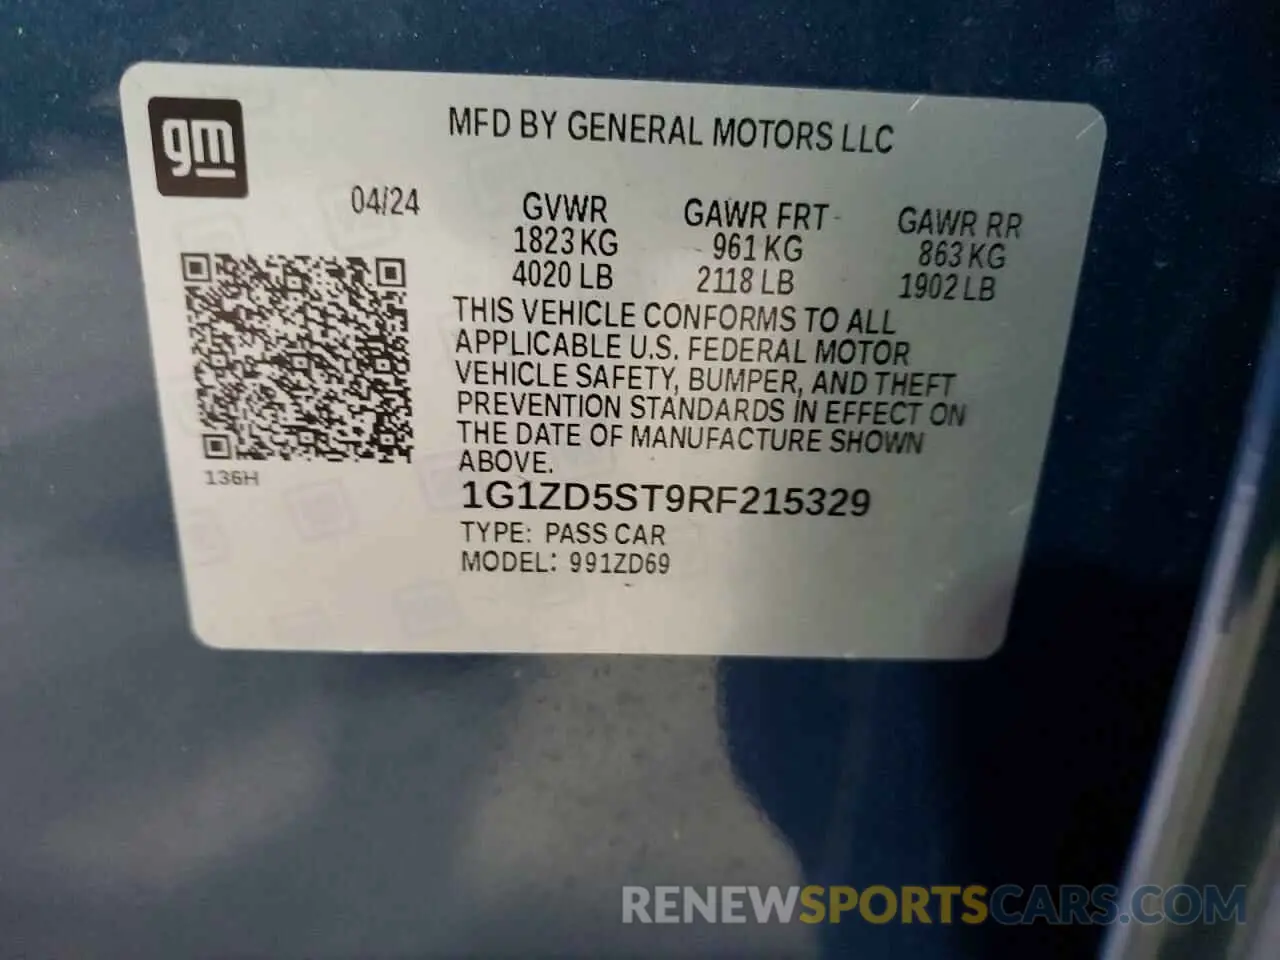 gm
MFD BY GENERAL MOTORS LLC
04/24
GVWR GAWR FRT GAWR RR
1823 KG 961 KG 863 KG
4020 LB 2118 LB 1902 LB
THIS VEHICLE CONFORMS TO ALL
APPLICABLE U.S. FEDERAL MOTOR
VEHICLE SAFETY, BUMPER, AND THEFT
PREVENTION STANDARDS IN EFFECT ON
THE DATE OF MANUFACTURE SHOWN
ABOVE.
136H
1G1ZD5ST9RF215329
TYPE: PASS CAR
MODEL: 991ZD69
RENEWSPORTSCARS.COM